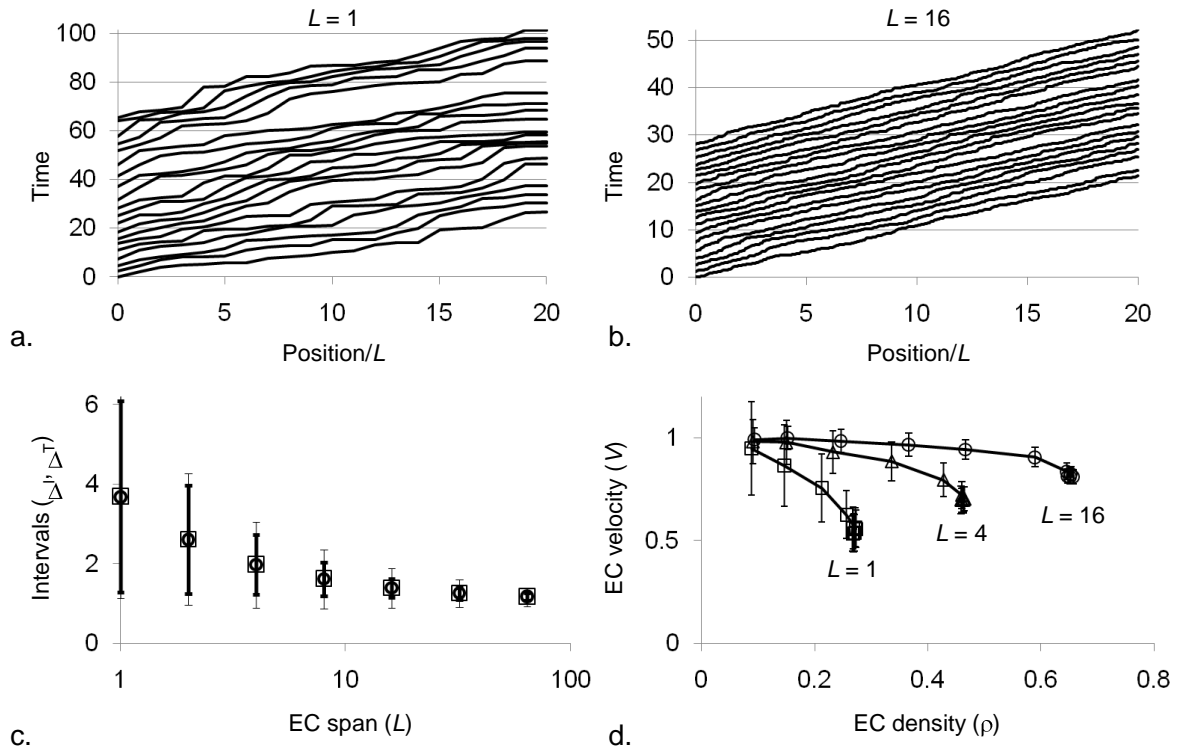 L = 1
100
80
60
40
20
0
Time
0 5 10 15 20
Position/L
a.
L = 16
50
40
30
20
10
0
Time
0 5 10 15 20
Position/L
b.
6
4
2
0
Intervals (ΔI, ΔT)
1 10 100
EC span (L)
c.
1
0.5
0
EC velocity (V)
L = 16
L = 4
L = 1
0 0.2 0.4 0.6 0.8
EC density (ρ)
d.